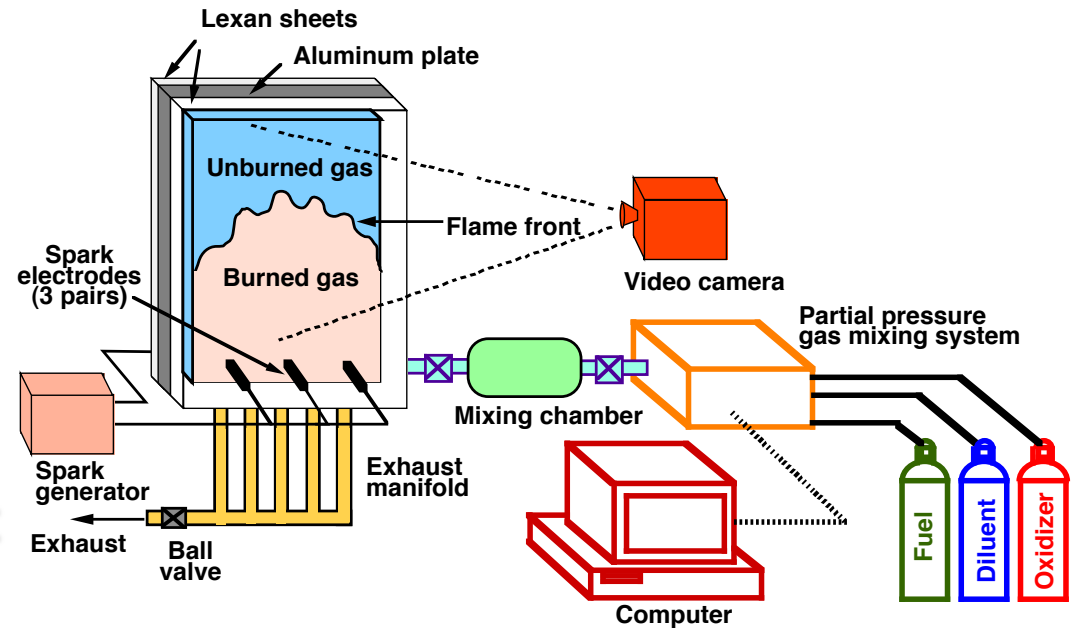 Lexan sheets
Aluminum plate
Unburned gas
Flame front
Spark
electrodes
(3 pairs)
Burned gas
Video camera
Partial pressure
gas mixing system
Mixing chamber
Spark
generator
Exhaust
manifold
Exhaust
Ball
valve
Computer
Fuel
Diluent
Oxidizer